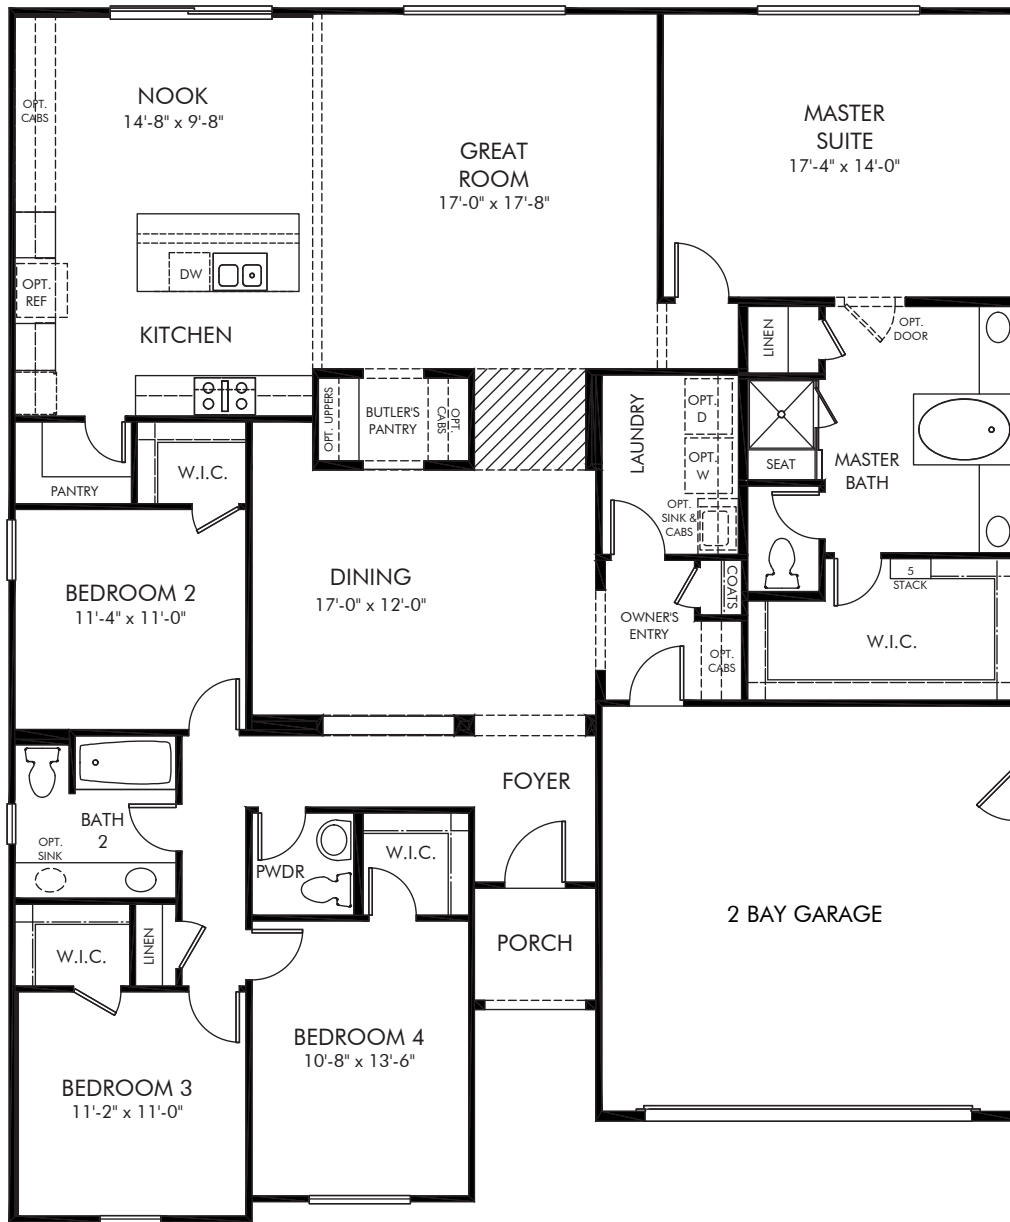 NOOK
14'-8" x 9'-8"
OPT.
CABS
GREAT
ROOM
17'-0" x 17'-8"
MASTER
SUITE
17'-4" x 14'-0"
DW
OPT.
REF
KITCHEN
LINEN
OPT.
DOOR
OPT. UPPERS
BUTLER'S
PANTRY
OPT.
CABS
LAUNDRY
OPT.
D
OPT.
W
OPT.
SINK &
CABS
SEAT
MASTER
BATH
PANTRY
W.I.C.
BEDROOM 2
11'-4" x 11'-0"
DINING
17'-0" x 12'-0"
COATS
OWNER'S
ENTRY
OPT.
CABS
5
STACK
W.I.C.
FOYER
BATH
2
OPT.
SINK
PWDR
W.I.C.
W.I.C.
LINEN
PORCH
2 BAY GARAGE
BEDROOM 4
10'-8" x 13'-6"
BEDROOM 3
11'-2" x 11'-0"